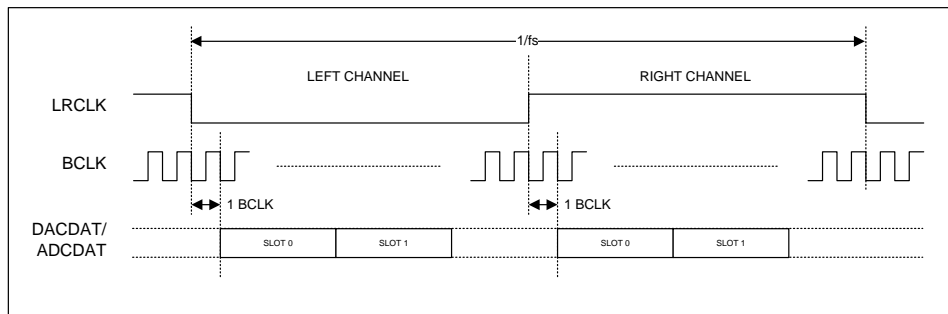 1/fs
LEFT CHANNEL
RIGHT CHANNEL
LRCLK
BCLK
1 BCLK
1 BCLK
DACDAT/
ADCDAT
SLOT 0
SLOT 1
SLOT 0
SLOT 1